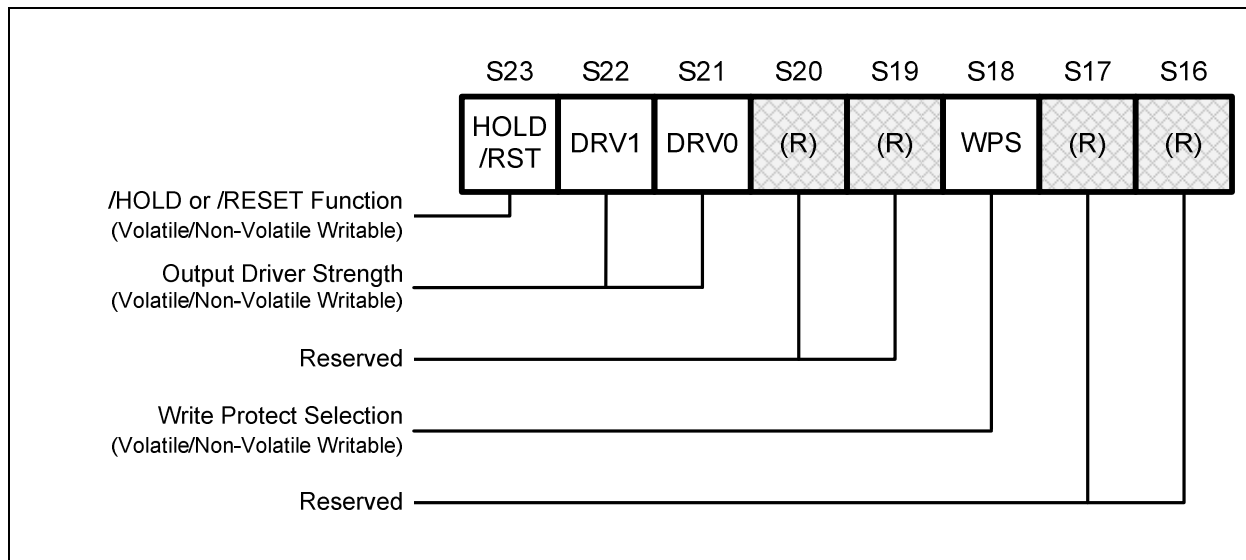 S23 S22 S21 S20 S19 S18 S17 S16
HOLD
/RST
DRV1 DRV0 (R) (R) WPS (R) (R)
/HOLD or /RESET Function
(Volatile/Non-Volatile Writable)
Output Driver Strength
(Volatile/Non-Volatile Writable)
Reserved
Write Protect Selection
(Volatile/Non-Volatile Writable)
Reserved